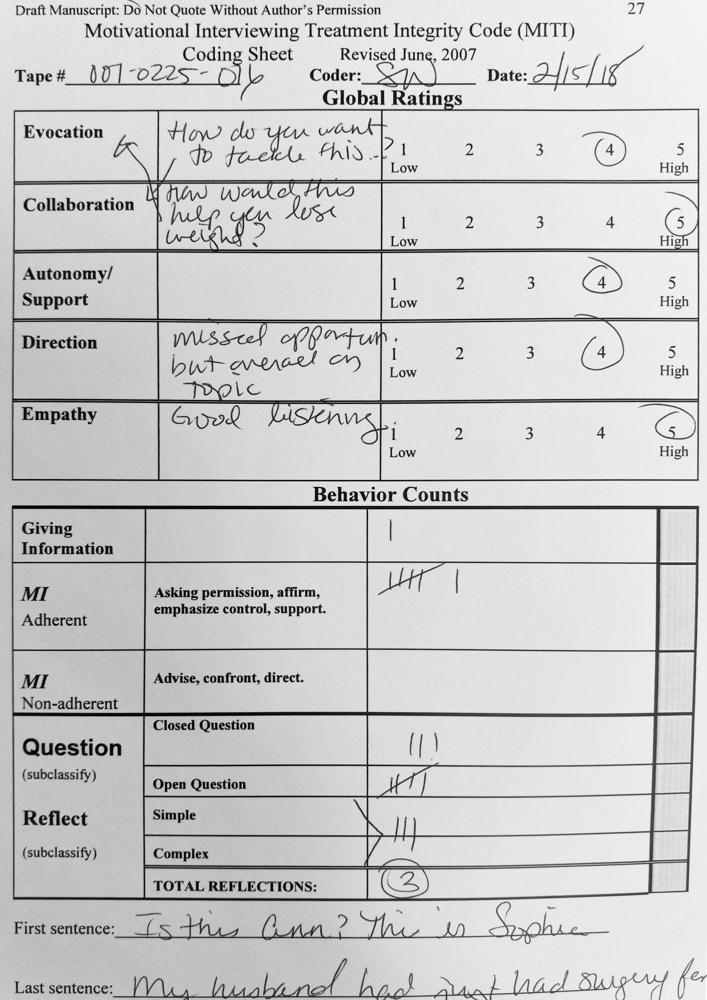 Draft Manuscript: Do Not Quote Without Author's Permission 27
Motivational Interviewing Treatment Integrity Code (MITI)
Coding Sheet Revised June, 2007
Tape # 007-0225-076 Coder: SW Date: 2/15/18
Global Ratings
Evocation
How do you want
to tackle this..?
1 2 3 4 5
Low High
Collaboration
How would this
help you lose
weight?
1 2 3 4 5
Low High
Autonomy/
Support
1 2 3 4 5
Low High
Direction
missed opportun.
but overall on
topic
1 2 3 4 5
Low High
Empathy
Good listening
1 2 3 4 5
Low High
Behavior Counts
Giving
Information
|
MI
Adherent
Asking permission, affirm,
emphasize control, support.
|||| |
MI
Non-adherent
Advise, confront, direct.
Question
(subclassify)
Closed Question
|||
Open Question
||||
Reflect
(subclassify)
Simple
|||
Complex
TOTAL REFLECTIONS: 3
First sentence: Is this Ann? This is Sophie
Last sentence: My husband had just had surgery for